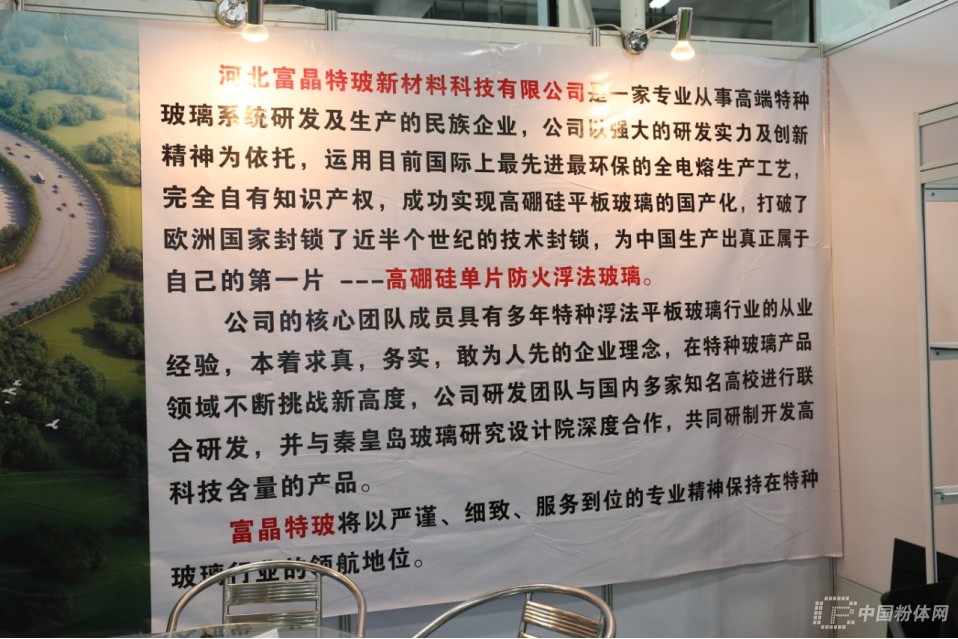 河北富晶特玻新材料科技有限公司是一家专业从事高端特种
玻璃系统研发及生产的民族企业，公司以强大的研发实力及创新
精神为依托，运用目前国际上最先进最环保的全电熔生产工艺，
完全自有知识产权，成功实现高硼硅平板玻璃的国产化，打破了
欧洲国家封锁了近半个世纪的技术封锁，为中国生产出真正属于
自己的第一片 ---高硼硅单片防火浮法玻璃。
公司的核心团队成员具有多年特种浮法平板玻璃行业的从业
经验，本着求真，务实，敢为人先的企业理念，在特种玻璃产品
领域不断挑战新高度，公司研发团队与国内多家知名高校进行联
合研发，并与秦皇岛玻璃研究设计院深度合作，共同研制开发高
科技含量的产品。
富晶特玻将以严谨、细致、服务到位的专业精神保持在特种
玻璃行业的领航地位。
中国粉体网